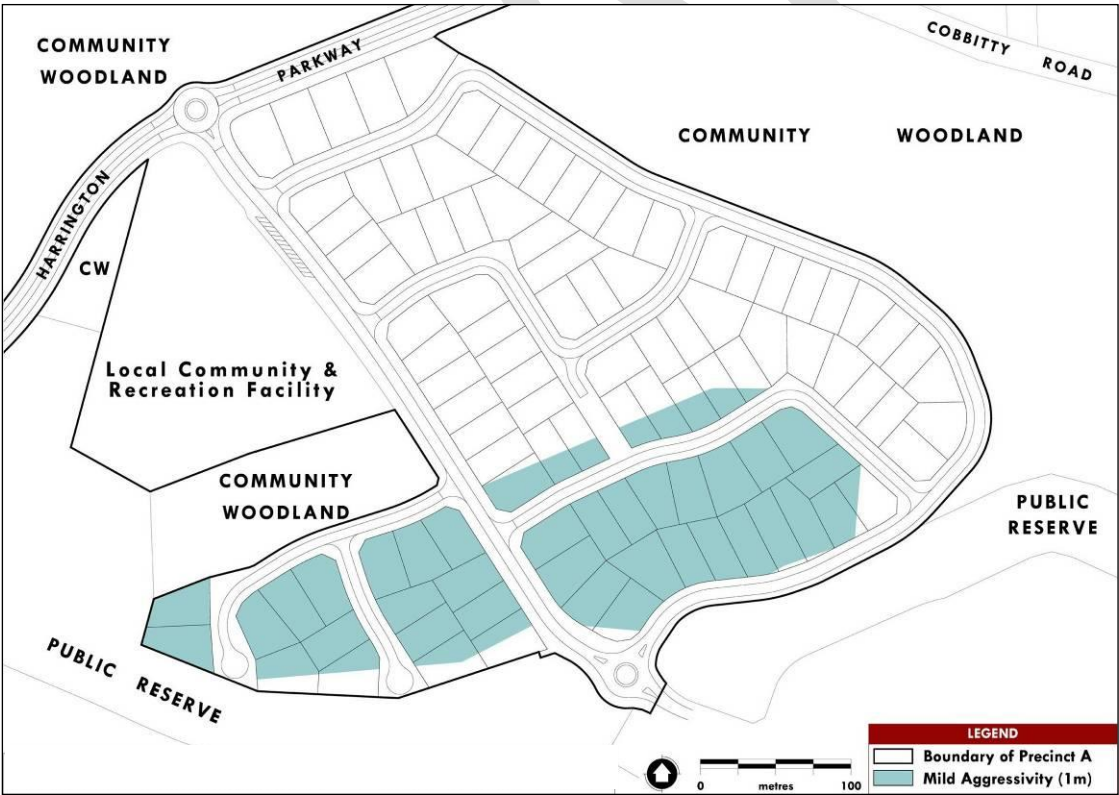 COMMUNITY
WOODLAND
PARKWAY
COBBITTY ROAD
COMMUNITY WOODLAND
HARRINGTON
CW
Local Community &
Recreation Facility
COMMUNITY
WOODLAND
PUBLIC
RESERVE
PUBLIC RESERVE
LEGEND
Boundary of Precinct A
Mild Aggressivity (1m)
0 metres 100